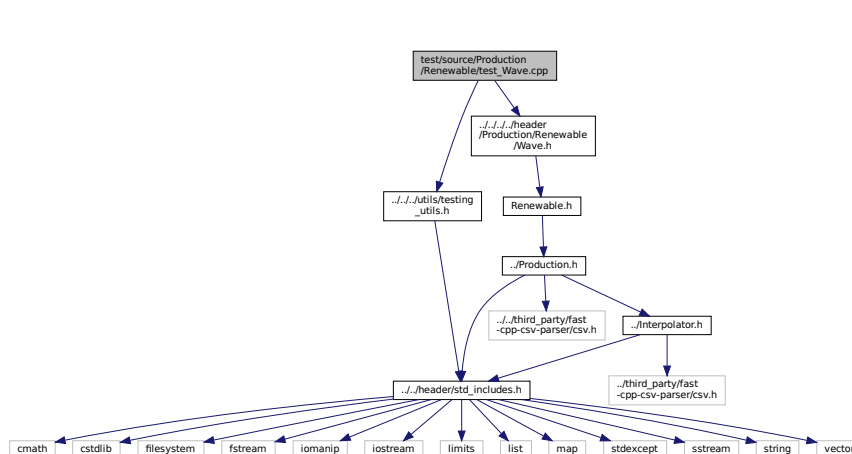 test/source/Production
/Renewable/test_Wave.cpp
../../../../header
/Production/Renewable
/Wave.h
../../../utils/testing
_utils.h
Renewable.h
../Production.h
../../third_party/fast
-cpp-csv-parser/csv.h
../Interpolator.h
../third_party/fast
-cpp-csv-parser/csv.h
../../header/std_includes.h
cmath
cstdlib
filesystem
fstream
iomanip
iostream
limits
list
map
stdexcept
sstream
string
vector